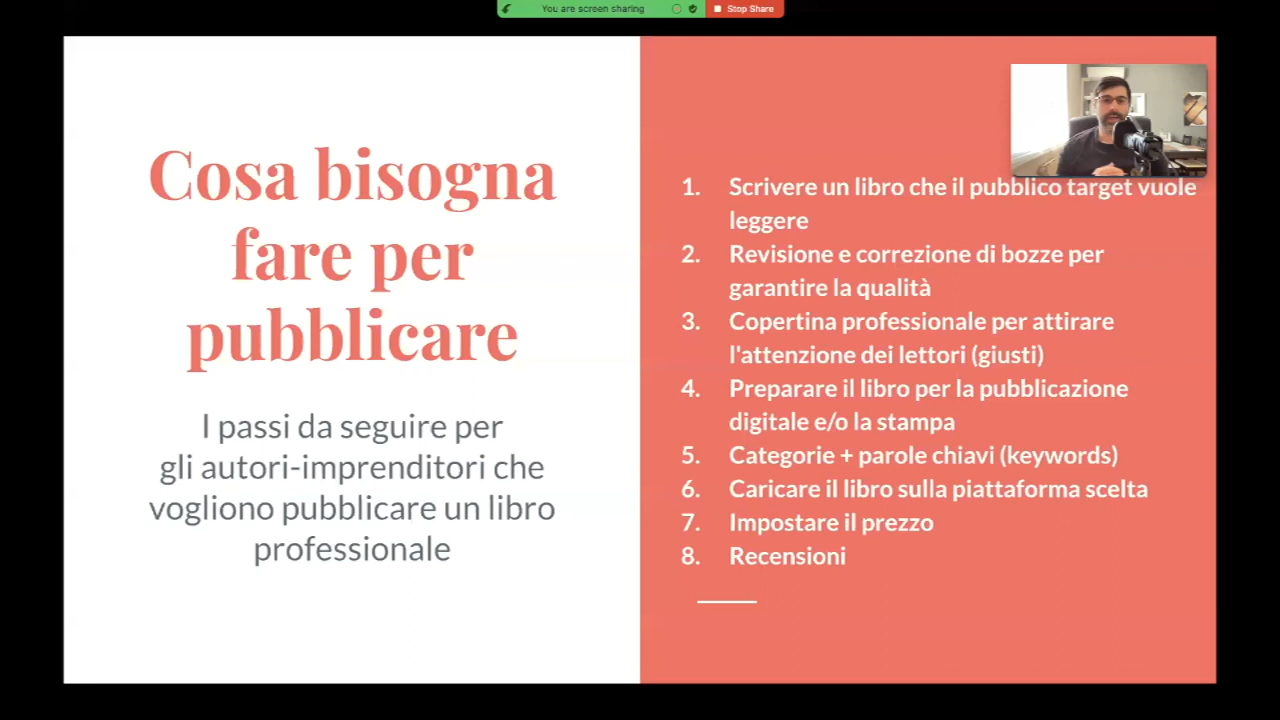 You are screen sharing
Stop Share
Cosa bisogna
fare per
pubblicare
I passi da seguire per
gli autori-imprenditori che
vogliono pubblicare un libro
professionale
1. Scrivere un libro che il pubblico target vuole
leggere
2. Revisione e correzione di bozze per
garantire la qualità
3. Copertina professionale per attirare
l'attenzione dei lettori (giusti)
4. Preparare il libro per la pubblicazione
digitale e/o la stampa
5. Categorie + parole chiavi (keywords)
6. Caricare il libro sulla piattaforma scelta
7. Impostare il prezzo
8. Recensioni